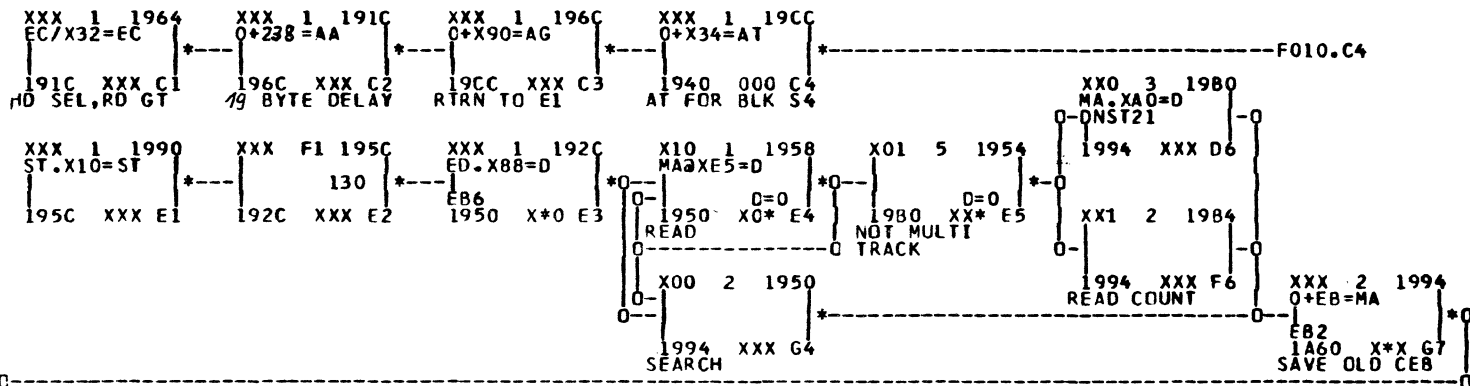 XXX 1 1964 XXX 1 191C XXX 1 196C XXX 1 19CC
EC/X32=EC 0+238=AA 0+X90=AG 0+X34=AT
*---- *---- *---- *----F010.C4
191C XXX C1 196C XXX C2 19CC XXX C3 1940 000 C4
HD SEL,RD GT 19 BYTE DELAY RTRN TO E1 AT FOR BLK S4
XX0 3 19B0
MA.XA0=D
DNST21
1994 XXX D6
XXX 1 1990 XXX F1 195C XXX 1 192C X10 1 1958 X01 5 1954
ST.X10=ST 130 ED.X88=D MA@XE5=D
EB6 D=0 D=0
195C XXX E1 192C XXX E2 1950 X*0 E3 1950 X0* E4 19B0 XX* E5
READ NOT MULTI
TRACK
XX1 2 19B4
1994 XXX F6
READ COUNT
X00 2 1950
1994 XXX G4
SEARCH
XXX 2 1994
0+EB=MA
EB2
1A60 X*X G7
SAVE OLD CEB